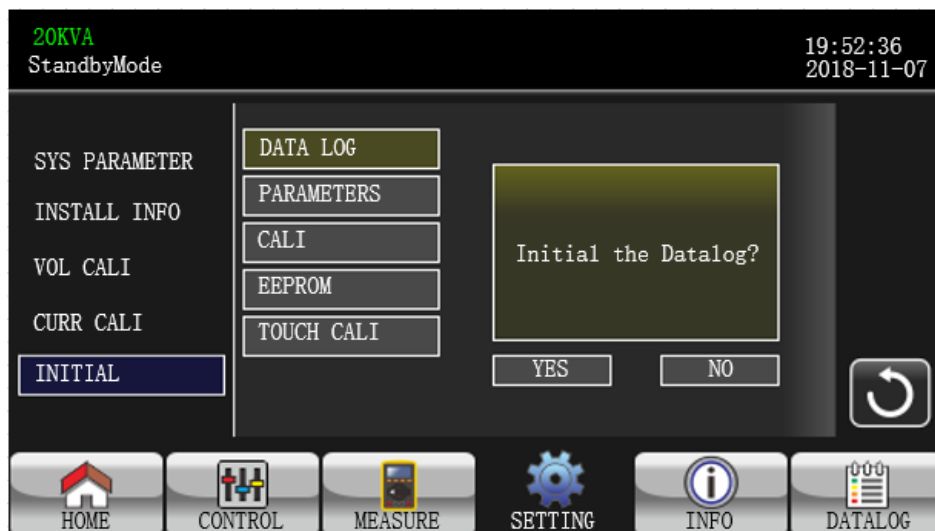 20KVA
StandbyMode
19:52:36
2018-11-07
SYS PARAMETER
INSTALL INFO
VOL CALI
CURR CALI
INITIAL
DATA LOG
PARAMETERS
CALI
EEPROM
TOUCH CALI
Initial the Datalog?
YES
NO
HOME
CONTROL
MEASURE
SETTING
INFO
DATALOG